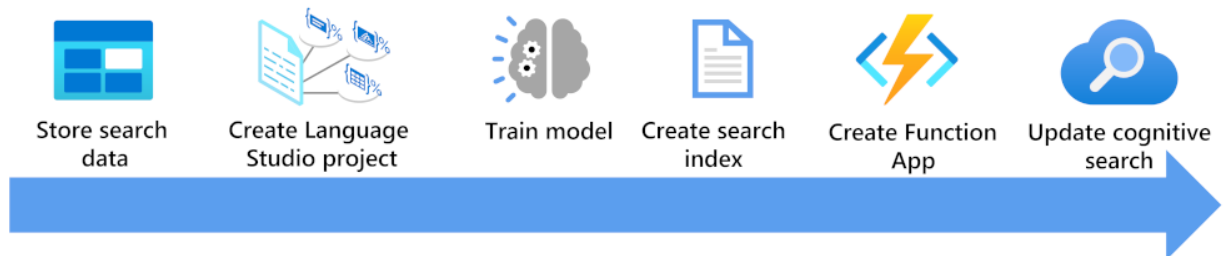 Store search
data
Create Language
Studio project
Train model
Create search
index
Create Function
App
Update cognitive
search